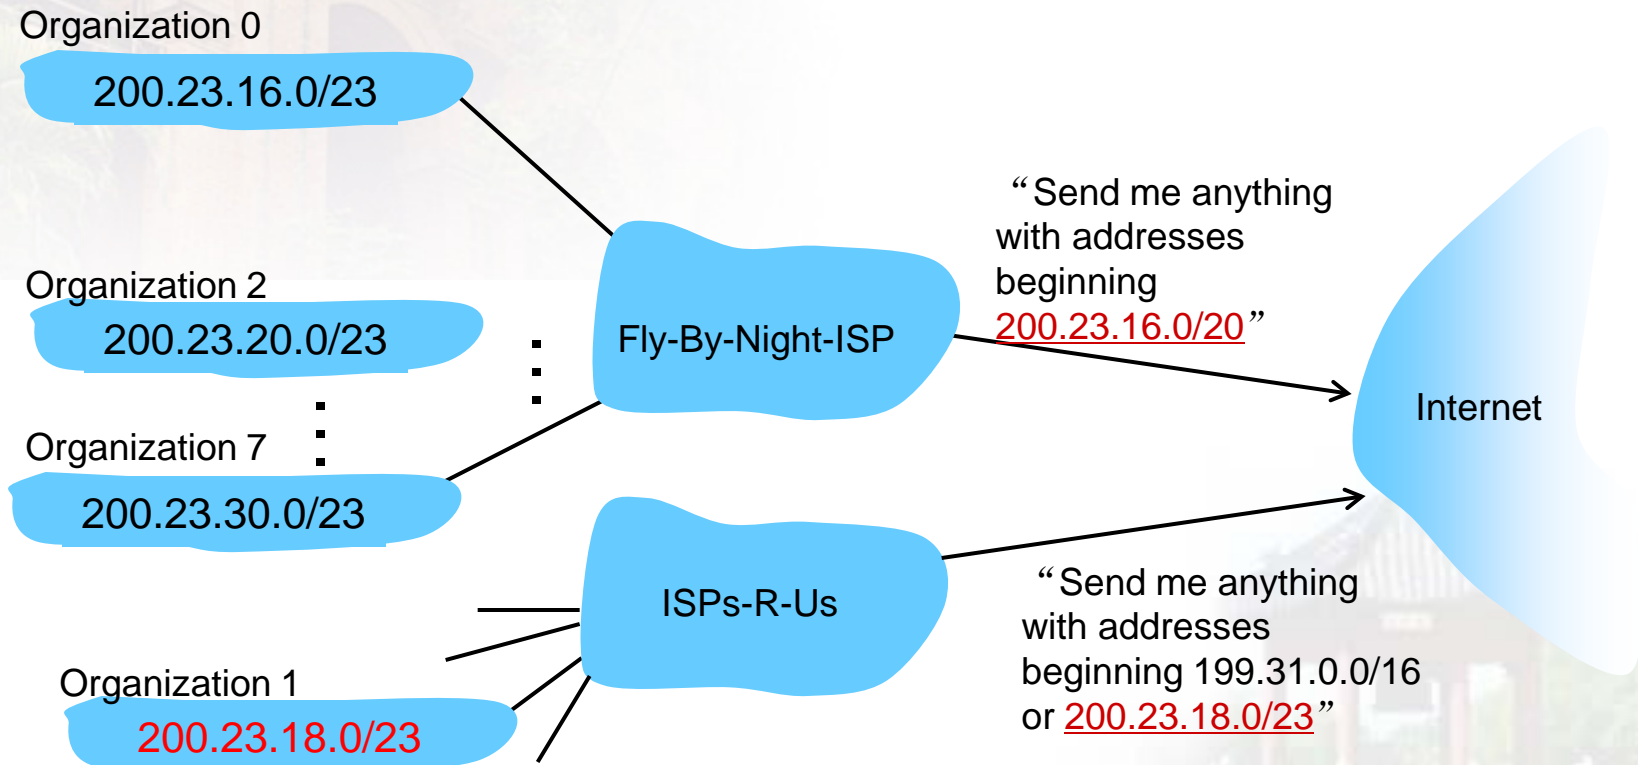 Organization 0
200.23.16.0/23
Organization 2
200.23.20.0/23
Organization 7
200.23.30.0/23
Fly-By-Night-ISP
“Send me anything
with addresses
beginning
200.23.16.0/20”
Internet
ISPs-R-Us
Organization 1
200.23.18.0/23
“Send me anything
with addresses
beginning 199.31.0.0/16
or 200.23.18.0/23”